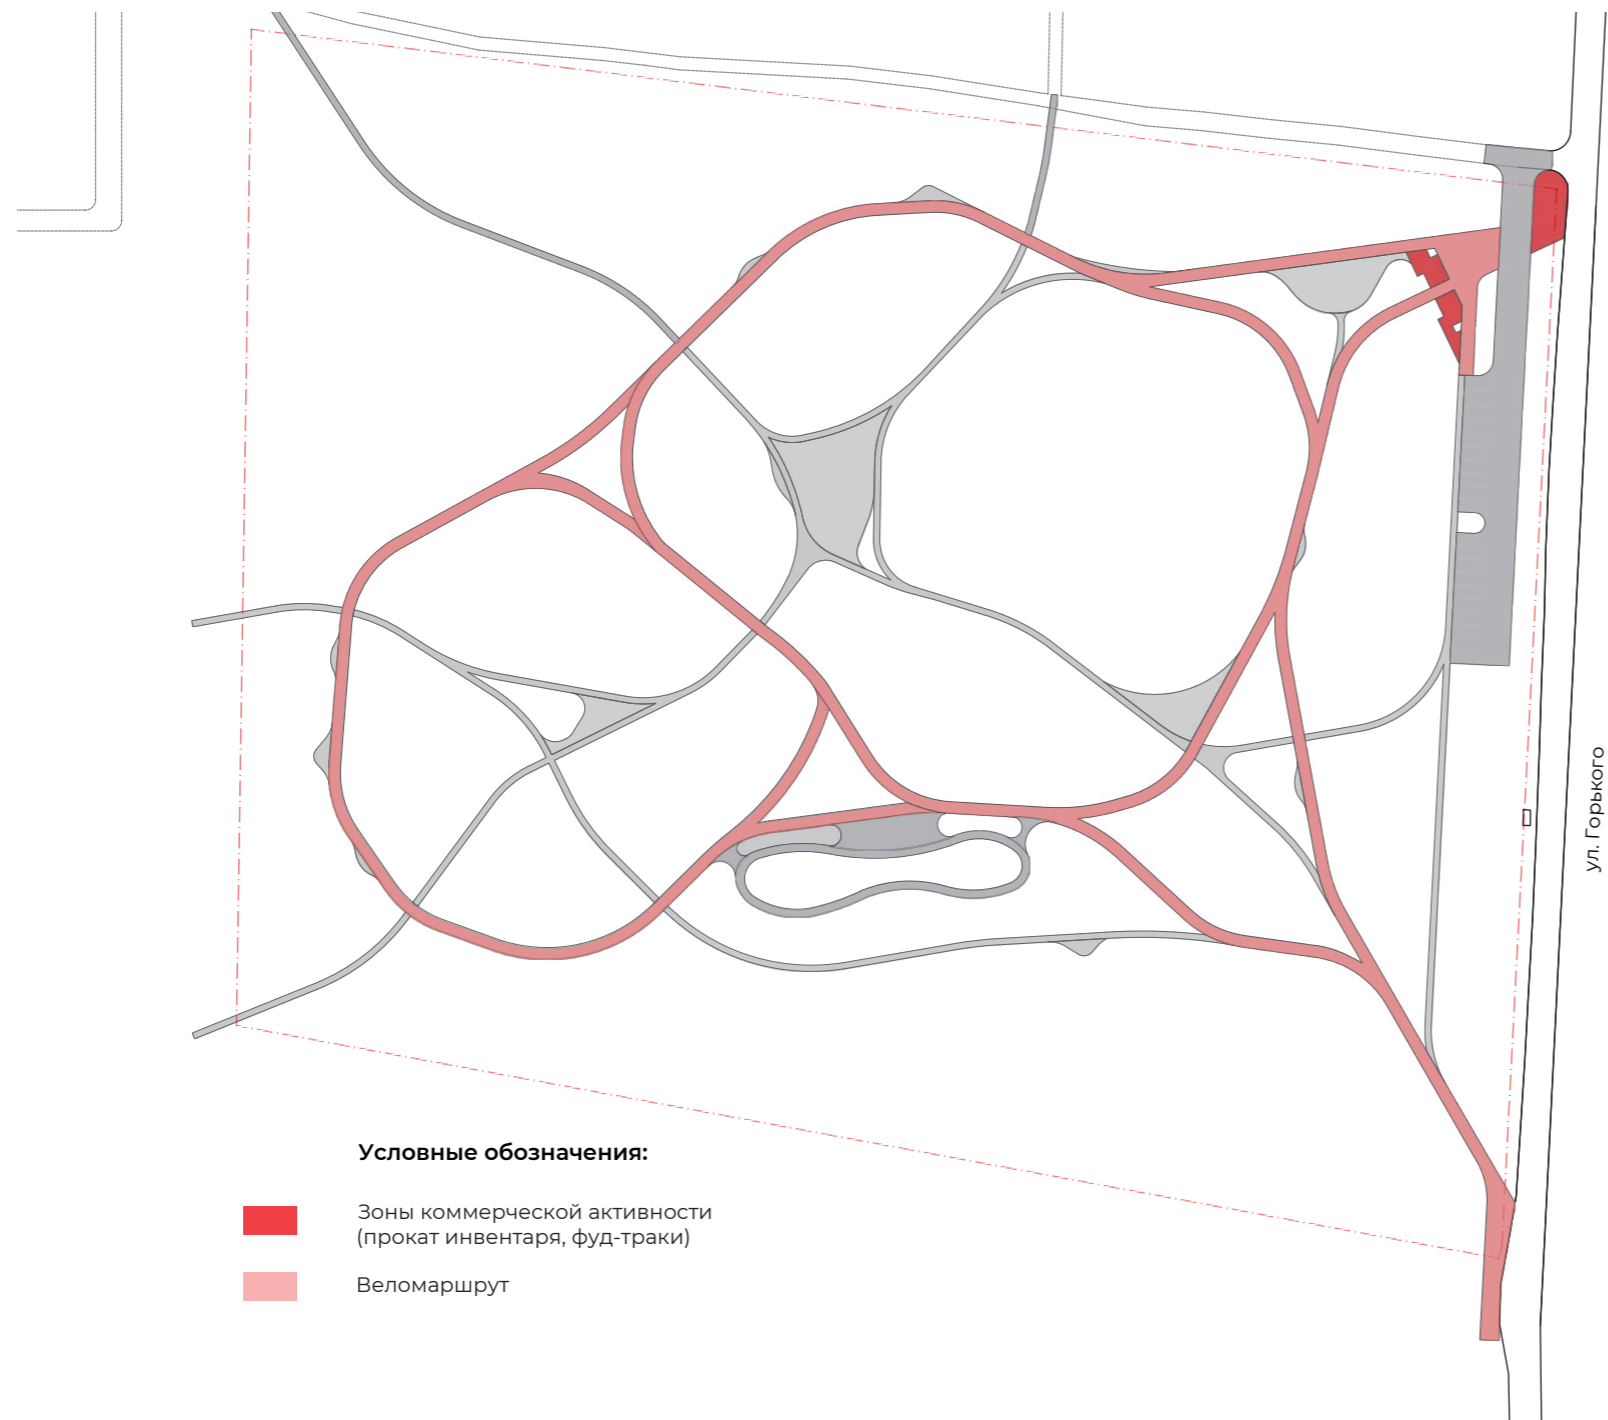 ул. Горького
Условные обозначения:
Зоны коммерческой активности
(прокат инвентаря, фуд-траки)
Веломаршрут